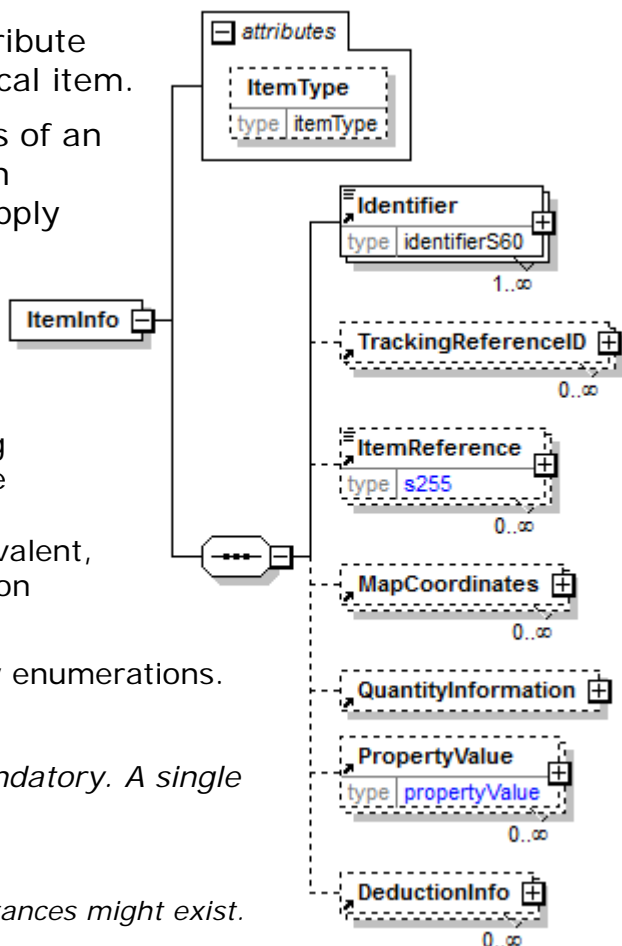 ribute
cal item.
s of an
n
pply
g
e
valent,
on
enumerations.
ndatory. A single
tances might exist.
attributes
ItemType
type itemType
ItemInfo
Identifier
type identifierS60
1..∞
TrackingReferenceID
0..∞
ItemReference
type s255
0..∞
MapCoordinates
0..∞
QuantityInformation
PropertyValue
type propertyValue
0..∞
DeductionInfo
0..∞